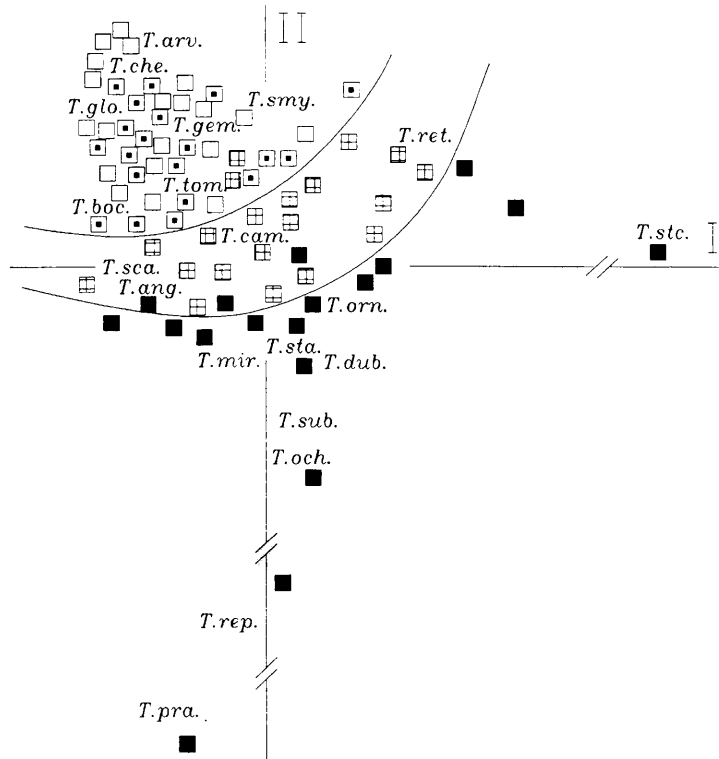 II
T.arv.
T.che.
T.glo.
T.smy.
T.gem.
T.ret.
T.tom.
T.boc.
T.cam.
T.stc.
I
T.sca.
T.ang.
T.orn.
T.sta.
T.mir.
T.dub.
T.sub.
T.och.
T.rep.
T.pra.